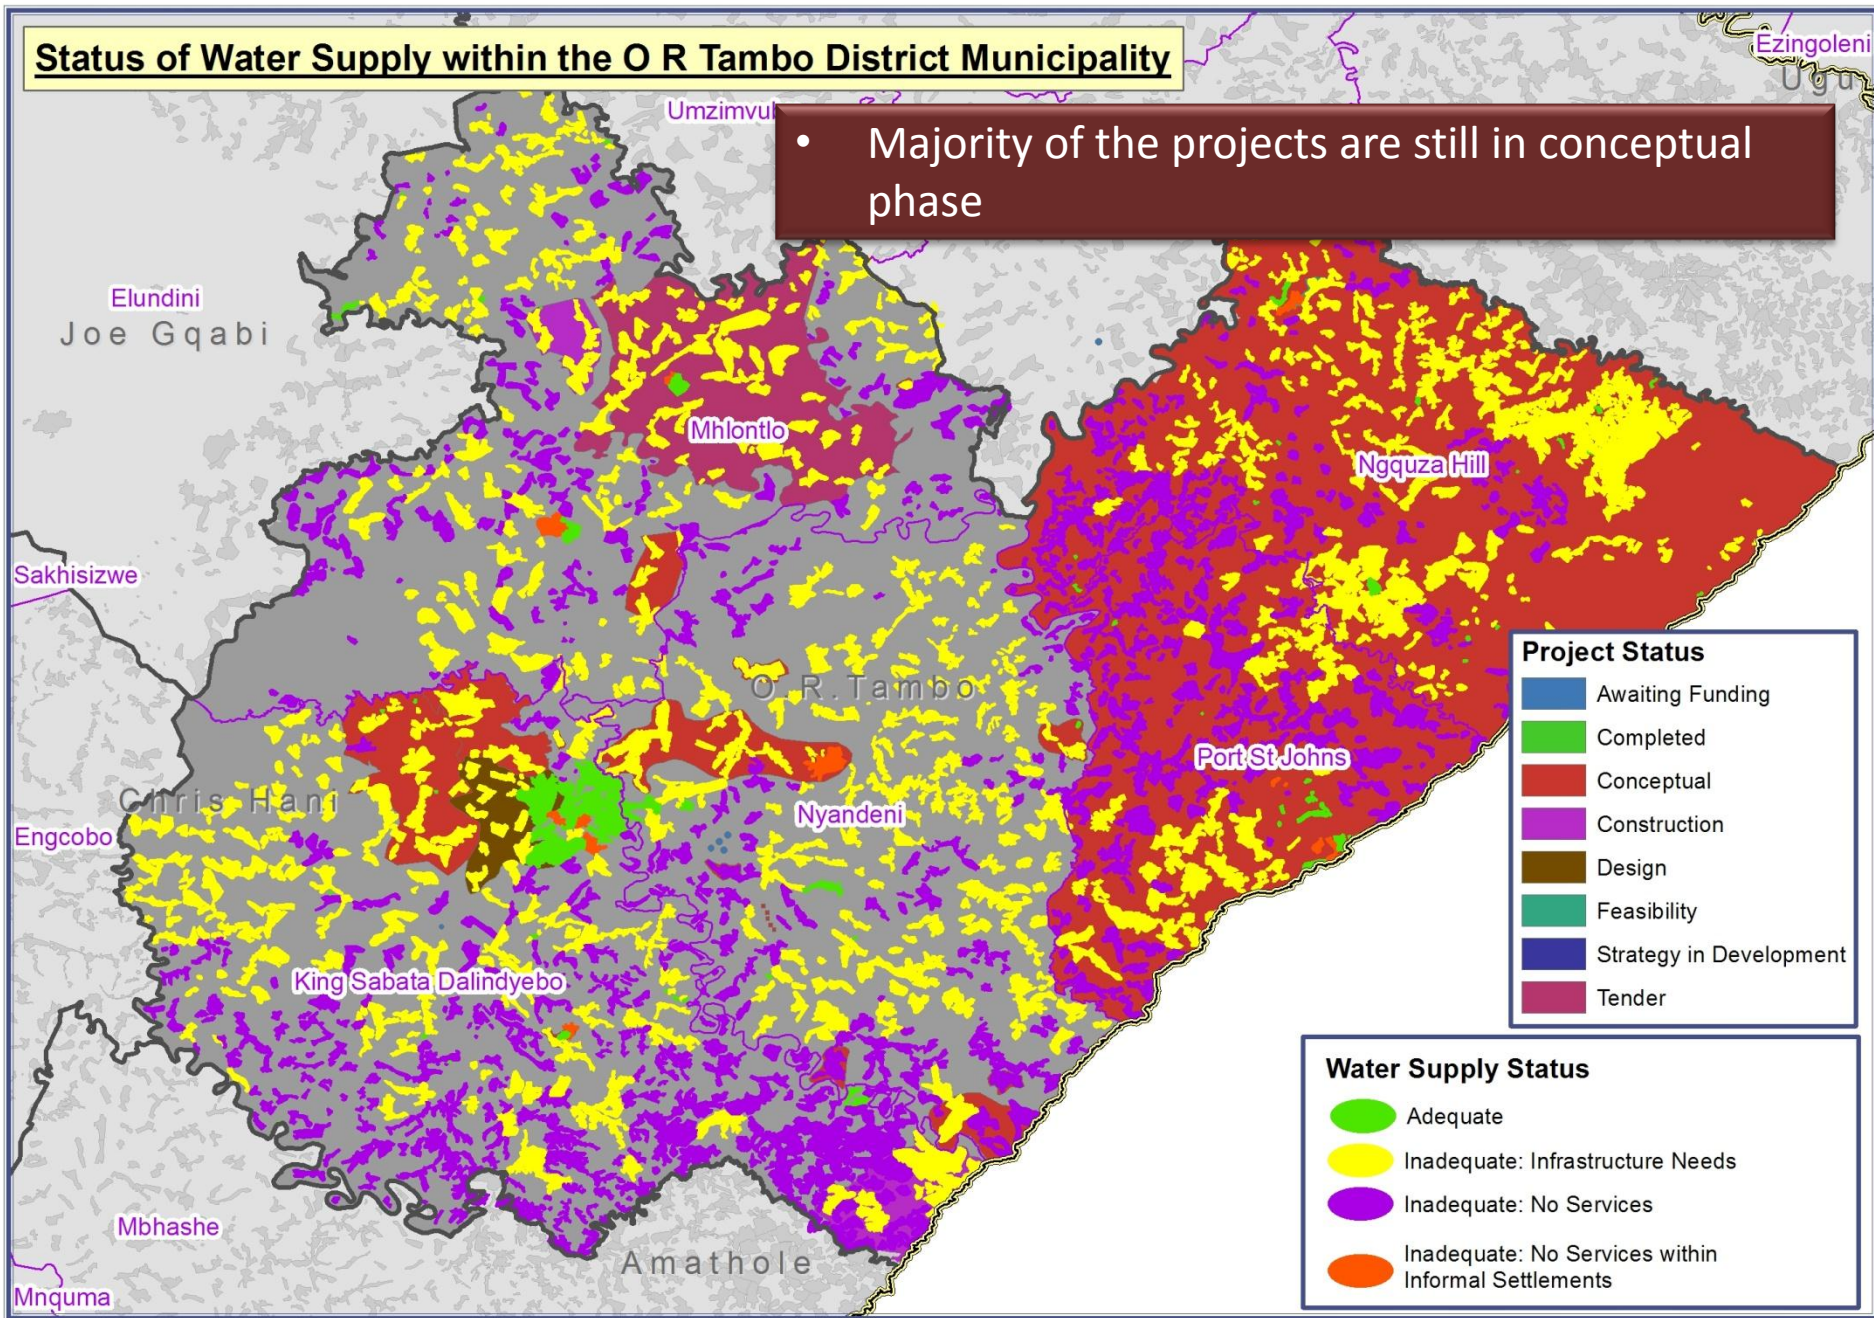 Status of Water Supply within the O R Tambo District Municipality
Ezingoleni
Ugu
• Majority of the projects are still in conceptual
phase
Elundini
Joe Gqabi
Mhlontlo
Ngquza Hill
Sakhisizwe
O.R.Tambo
Port St Johns
Chris Hani
Engcobo
Nyandeni
King Sabata Dalindyebo
Mbhashe
Amathole
Mnquma
Project Status
Awaiting Funding
Completed
Conceptual
Construction
Design
Feasibility
Strategy in Development
Tender
Water Supply Status
Adequate
Inadequate: Infrastructure Needs
Inadequate: No Services
Inadequate: No Services within
Informal Settlements